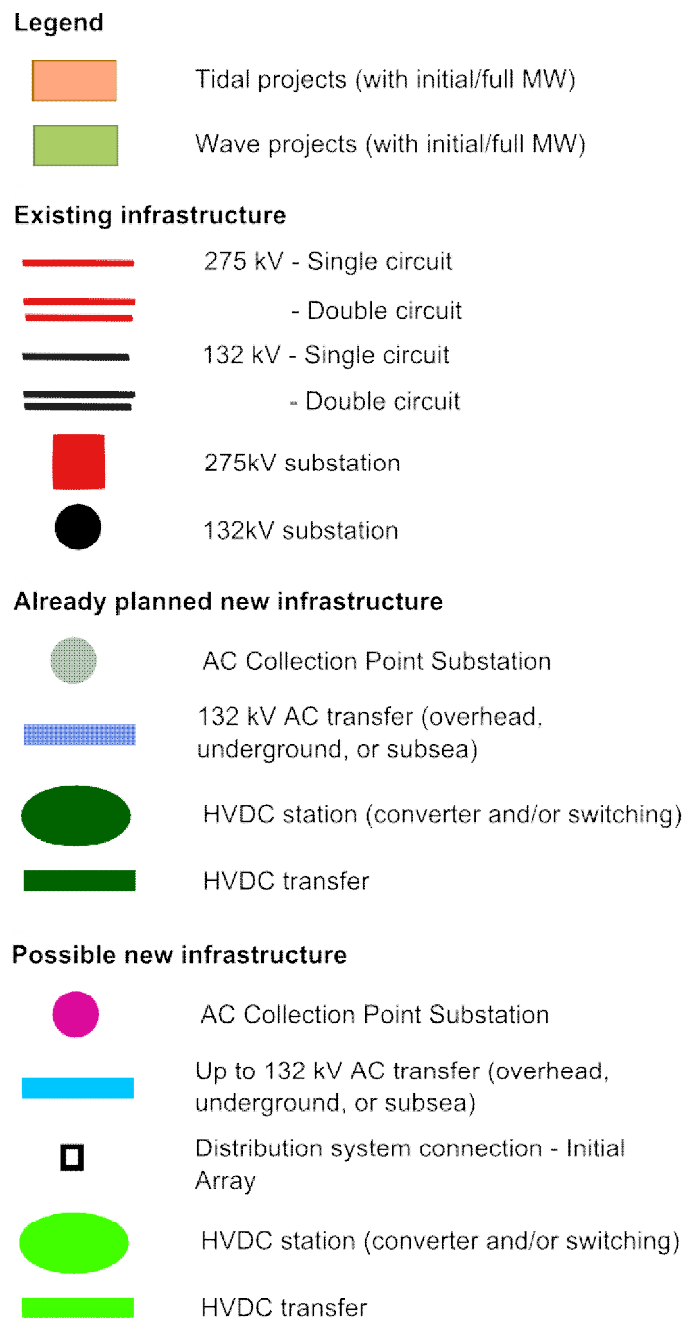 Legend
Tidal projects (with initial/full MW)
Wave projects (with initial/full MW)
Existing infrastructure
275 kV - Single circuit
- Double circuit
132 kV - Single circuit
- Double circuit
275kV substation
132kV substation
Already planned new infrastructure
AC Collection Point Substation
132 kV AC transfer (overhead,
underground, or subsea)
HVDC station (converter and/or switching)
HVDC transfer
Possible new infrastructure
AC Collection Point Substation
Up to 132 kV AC transfer (overhead,
underground, or subsea)
Distribution system connection - Initial
Array
HVDC station (converter and/or switching)
HVDC transfer